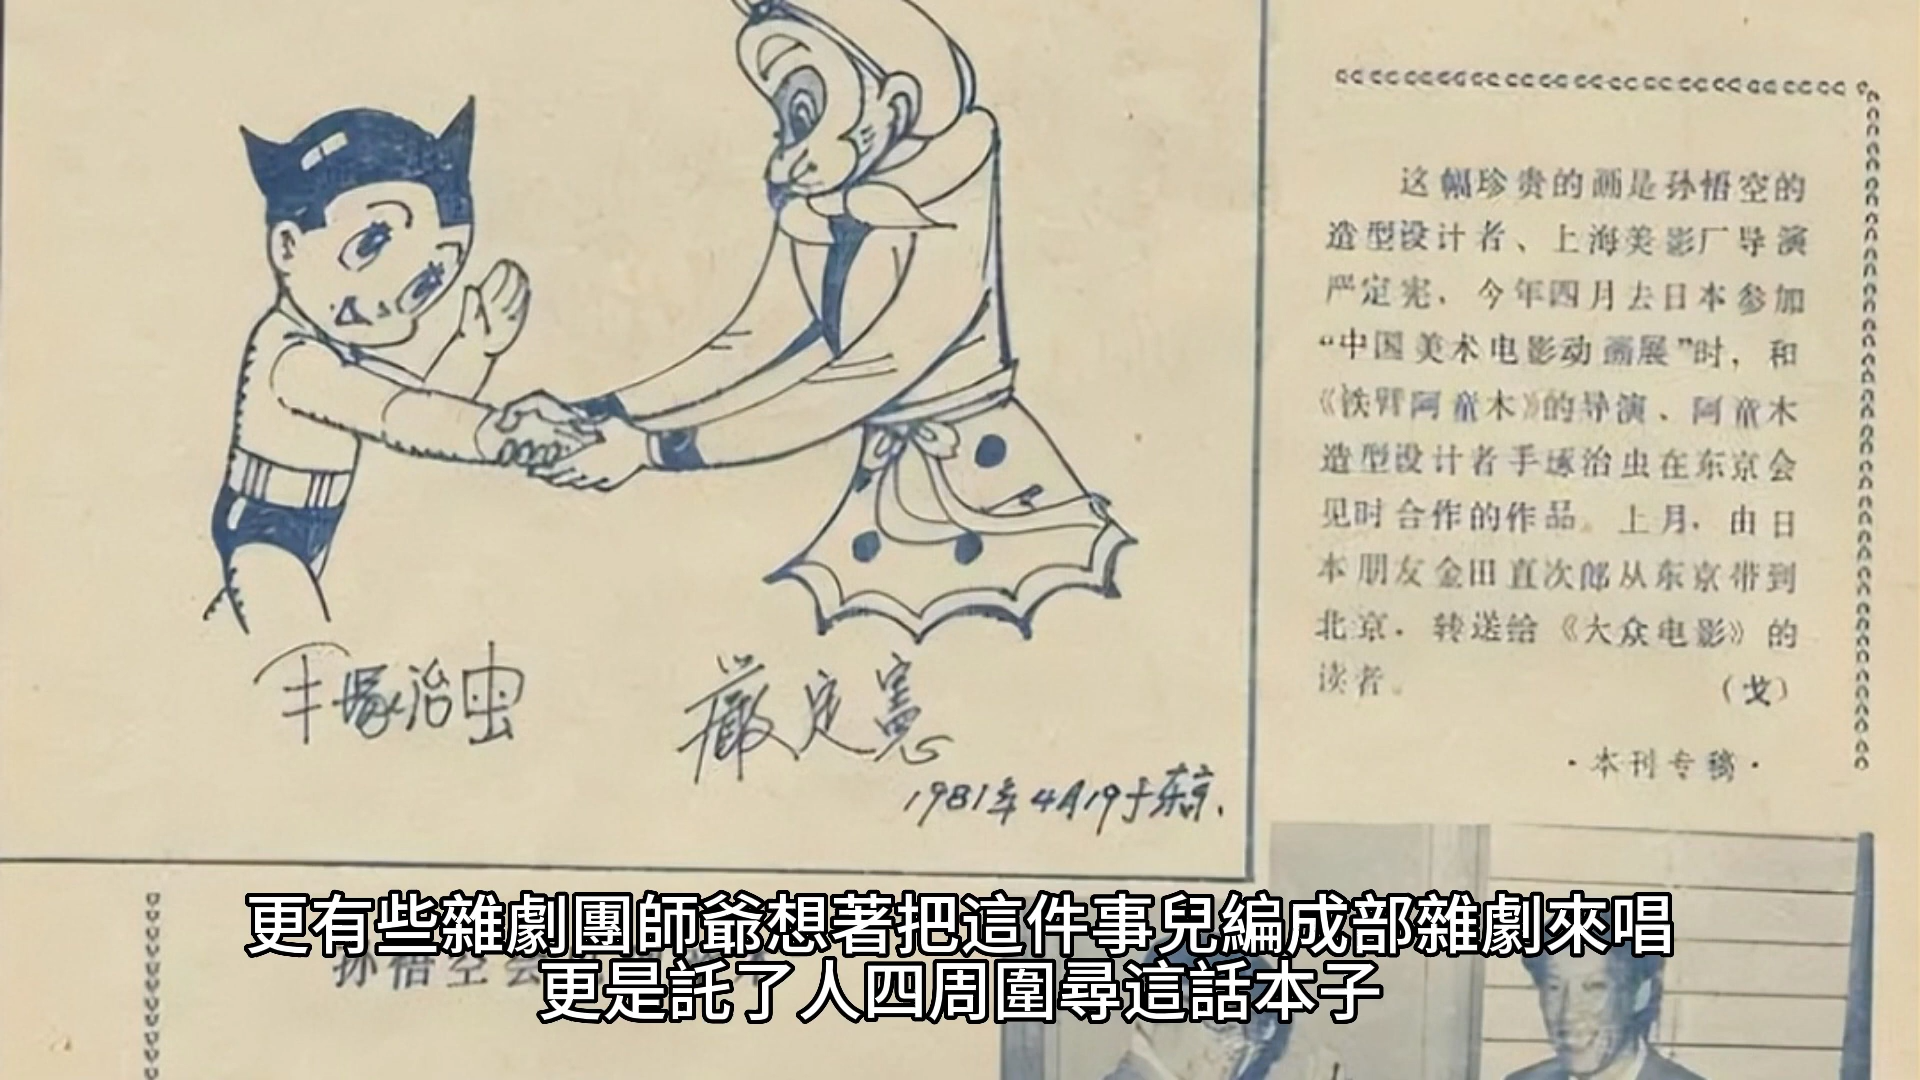 这幅珍贵的画是孙悟空的
造型设计者、上海美影厂导演
严定宪，今年四月去日本参加
“中国美术电影动画展”时，和
《铁臂阿童木》的导演、阿童木
造型设计者手琢治虫在东京会
见时合作的作品。上月，由日
本朋友金田直次郎从东京带到
北京，转送给《大众电影》的
读者。 （戈）
·本刊专稿·
手塚治虫
嚴定憲
1981年4月19于东京.
孙悟空会
更有些雜劇團師爺想著把這件事兒編成部雜劇來唱
更是託了人四周圍尋這話本子